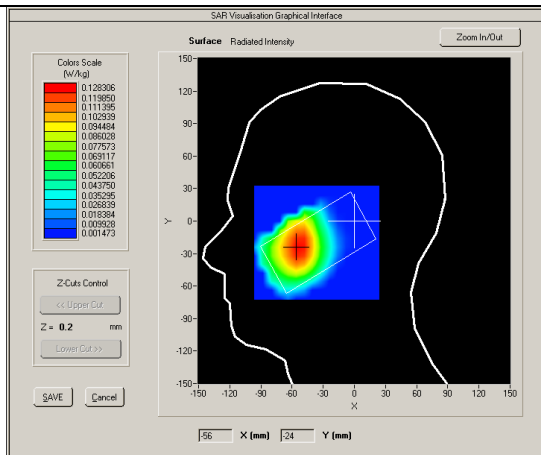 SAR Visualisation Graphical Interface
Surface Radiated Intensity
Zoom In/Out
Colors Scale
(W/kg)
0.128306
0.119850
0.111395
0.102939
0.094484
0.086028
0.077573
0.069117
0.060661
0.052206
0.043750
0.035295
0.026839
0.018384
0.009928
0.001473
Z-Cuts Control
<< Upper Cut
Z = 0.2 mm
Lower Cut >>
SAVE
Cancel
150-
120-
90-
60-
30-
0-
-30-
-60-
-90-
-120-
-150-
Y
-150 -120 -90 -60 -30 0 30 60 90 120 150
X
-56 X (mm) -24 Y (mm)